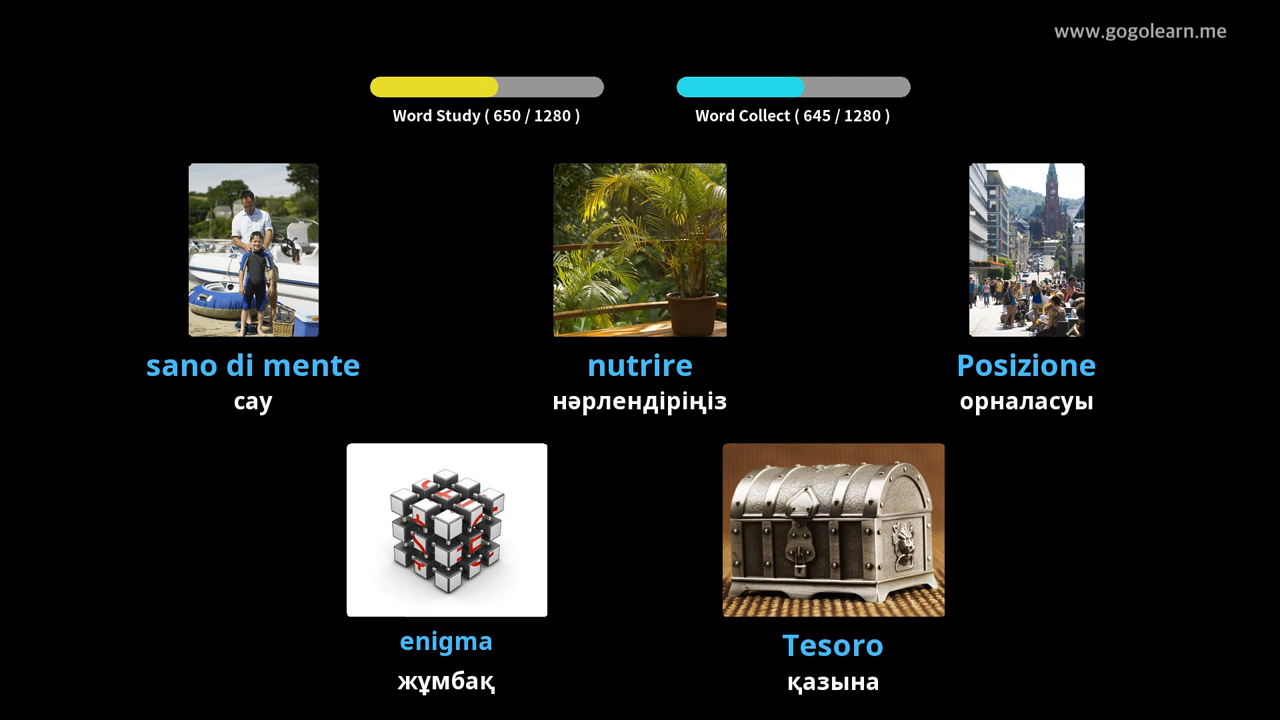 www.gogolearn.me
Word Study ( 650 / 1280 )
Word Collect ( 645 / 1280 )
sano di mente
сау
nutrire
нәрлендіріңіз
Posizione
орналасуы
enigma
жұмбақ
Tesoro
қазына